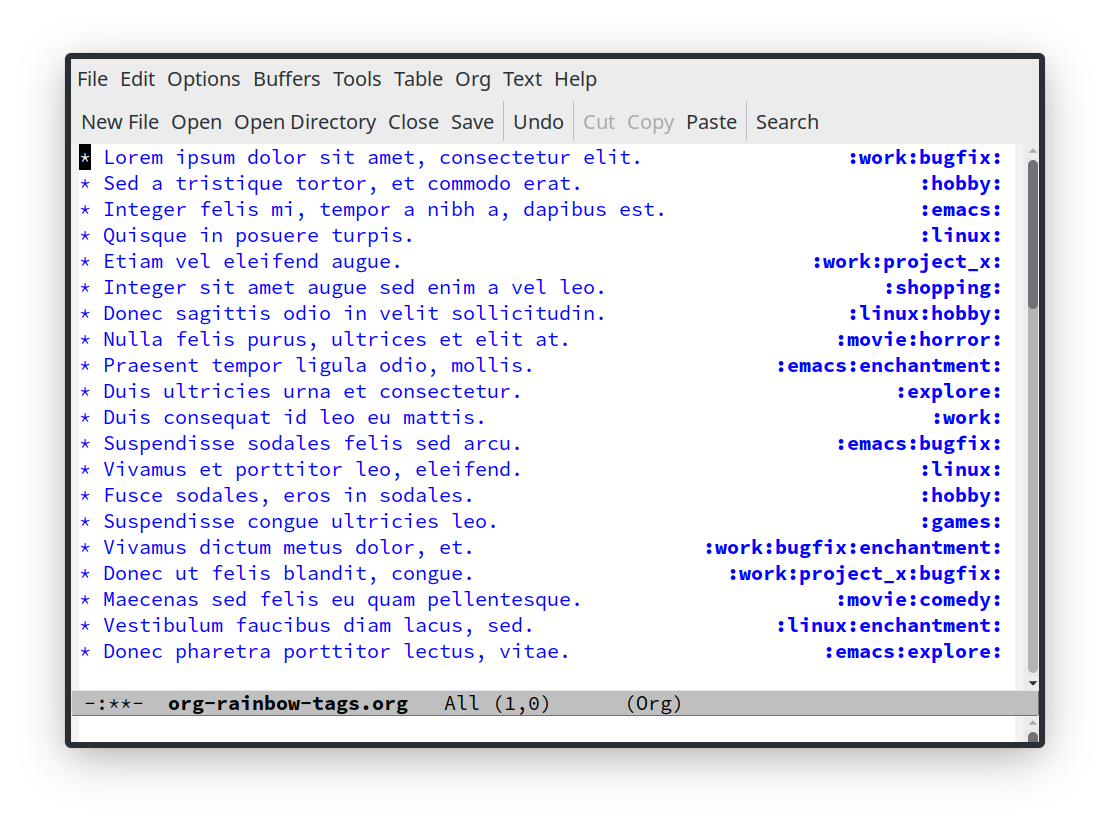 File Edit Options Buffers Tools Table Org Text Help
New File Open Open Directory Close Save Undo Cut Copy Paste Search
* Lorem ipsum dolor sit amet, consectetur elit. :work:bugfix:
* Sed a tristique tortor, et commodo erat. :hobby:
* Integer felis mi, tempor a nibh a, dapibus est. :emacs:
* Quisque in posuere turpis. :linux:
* Etiam vel eleifend augue. :work:project_x:
* Integer sit amet augue sed enim a vel leo. :shopping:
* Donec sagittis odio in velit sollicitudin. :linux:hobby:
* Nulla felis purus, ultrices et elit at. :movie:horror:
* Praesent tempor ligula odio, mollis. :emacs:enchantment:
* Duis ultricies urna et consectetur. :explore:
* Duis consequat id leo eu mattis. :work:
* Suspendisse sodales felis sed arcu. :emacs:bugfix:
* Vivamus et porttitor leo, eleifend. :linux:
* Fusce sodales, eros in sodales. :hobby:
* Suspendisse congue ultricies leo. :games:
* Vivamus dictum metus dolor, et. :work:bugfix:enchantment:
* Donec ut felis blandit, congue. :work:project_x:bugfix:
* Maecenas sed felis eu quam pellentesque. :movie:comedy:
* Vestibulum faucibus diam lacus, sed. :linux:enchantment:
* Donec pharetra porttitor lectus, vitae. :emacs:explore:
-:**- org-rainbow-tags.org All (1,0) (Org)